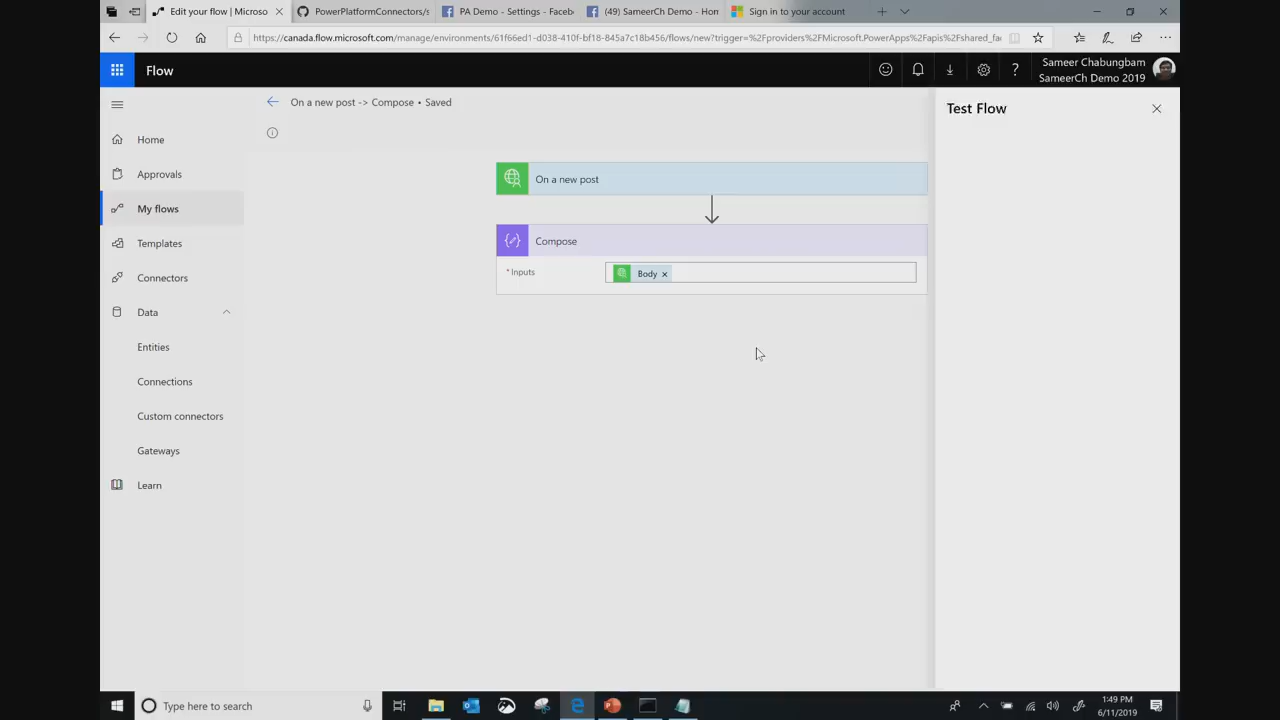 Edit your flow | Microso
PowerPlatformConnectors/s
PA Demo - Settings - Faceb
(49) SameerCh Demo - Hom
Sign in to your account
https://canada.flow.microsoft.com/manage/environments/61f66ed1-d038-410f-bf18-845a7c18b456/flows/new?trigger=%2Fproviders%2FMicrosoft.PowerApps%2Fapis%2Fshared_fac
Flow
Sameer Chabungbam
SameerCh Demo 2019
On a new post -> Compose • Saved
Test Flow
Home
Approvals
My flows
Templates
Connectors
Data
Entities
Connections
Custom connectors
Gateways
Learn
On a new post
Compose
* Inputs
Body ×
Type here to search
1:49 PM
6/11/2019